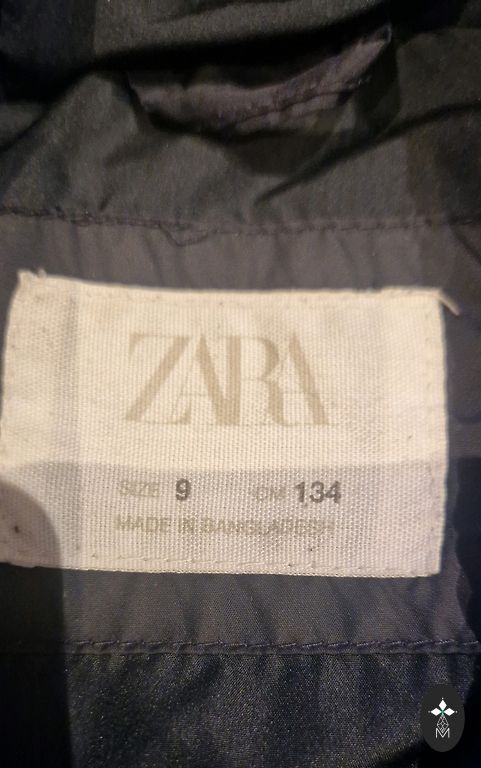 ZARA
SIZE 9 CM 134
MADE IN BANGLADESH
M